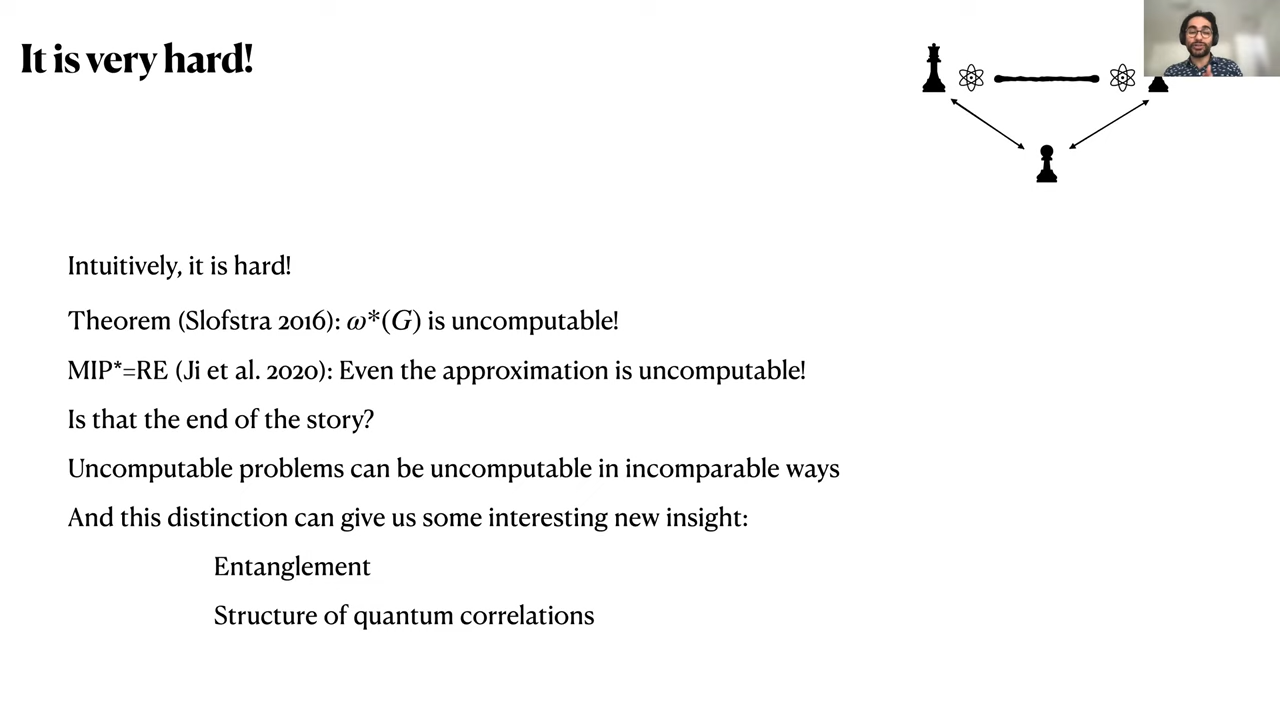 It is very hard!
Intuitively, it is hard!
Theorem (Slofstra 2016): ω*(G) is uncomputable!
MIP*=RE (Ji et al. 2020): Even the approximation is uncomputable!
Is that the end of the story?
Uncomputable problems can be uncomputable in incomparable ways
And this distinction can give us some interesting new insight:
Entanglement
Structure of quantum correlations